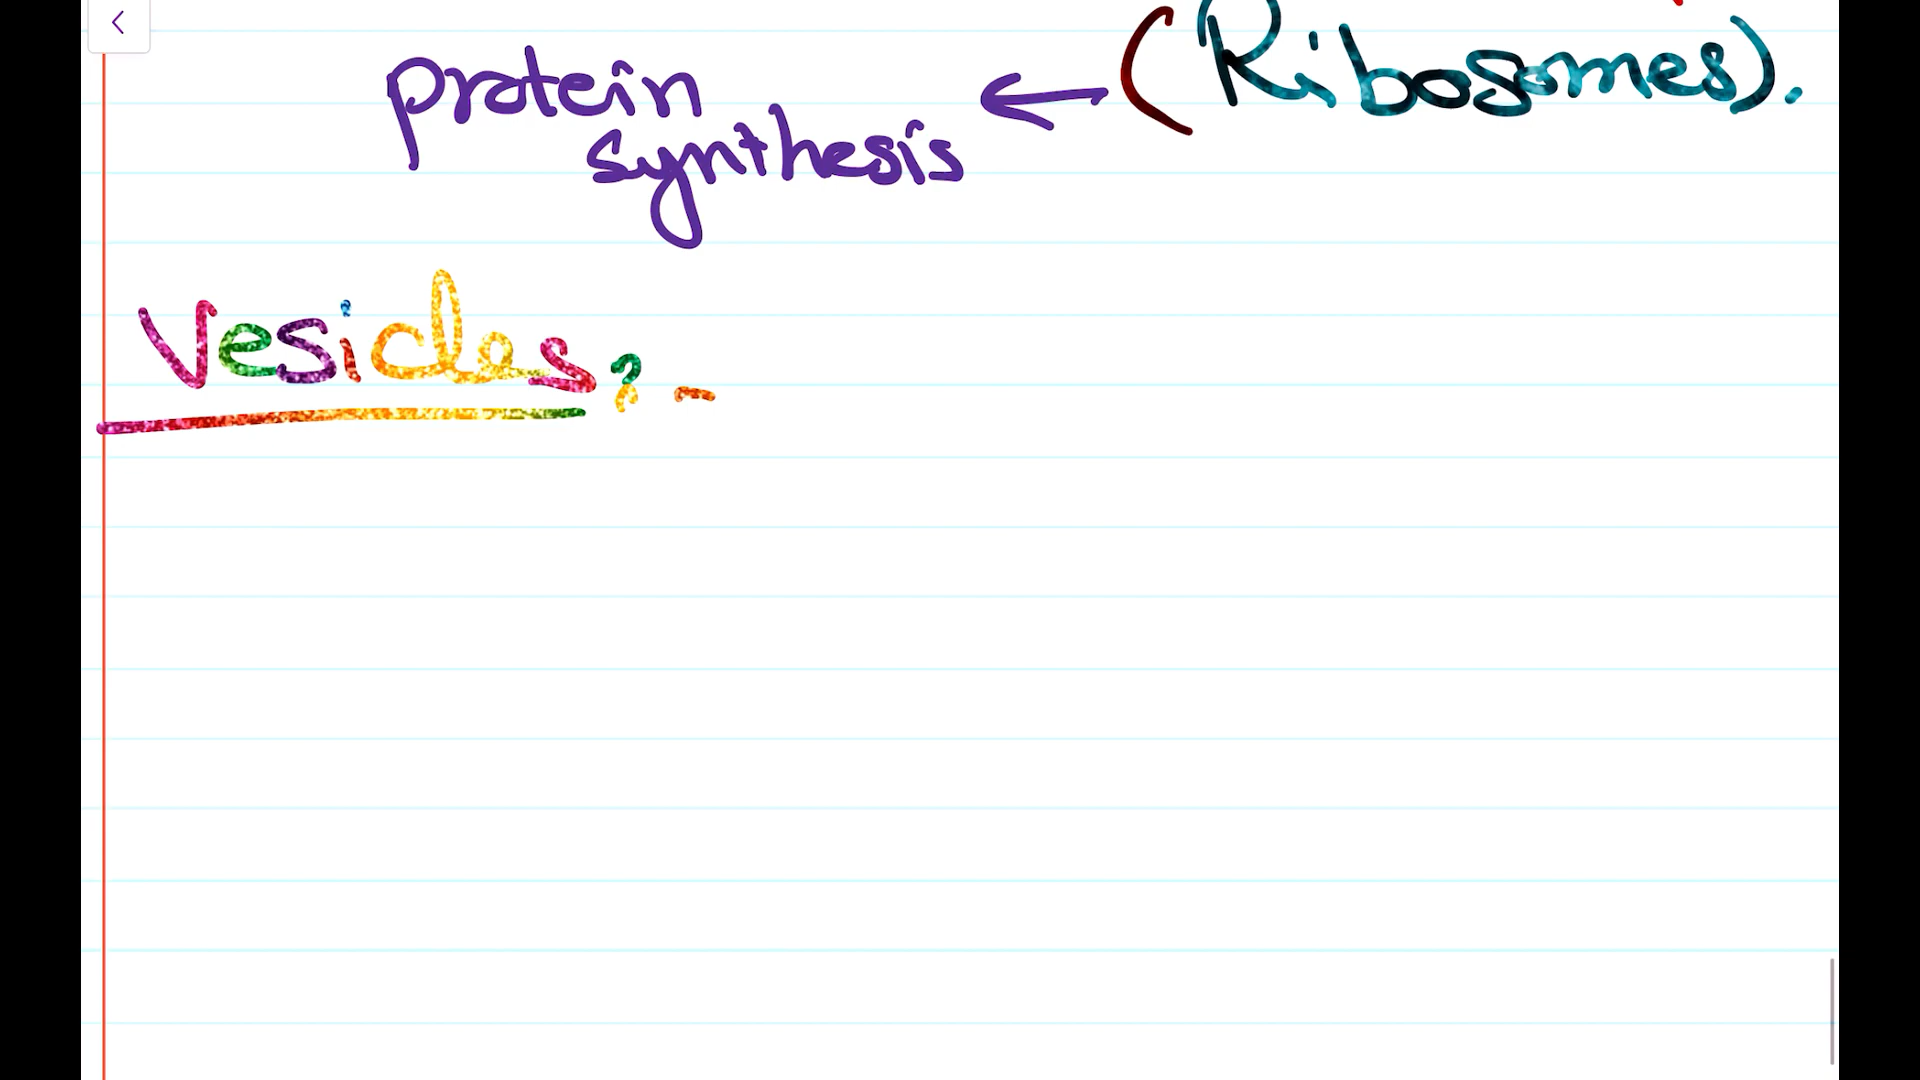 protein ← (Ribosomes).
synthesis
Vesicles :-